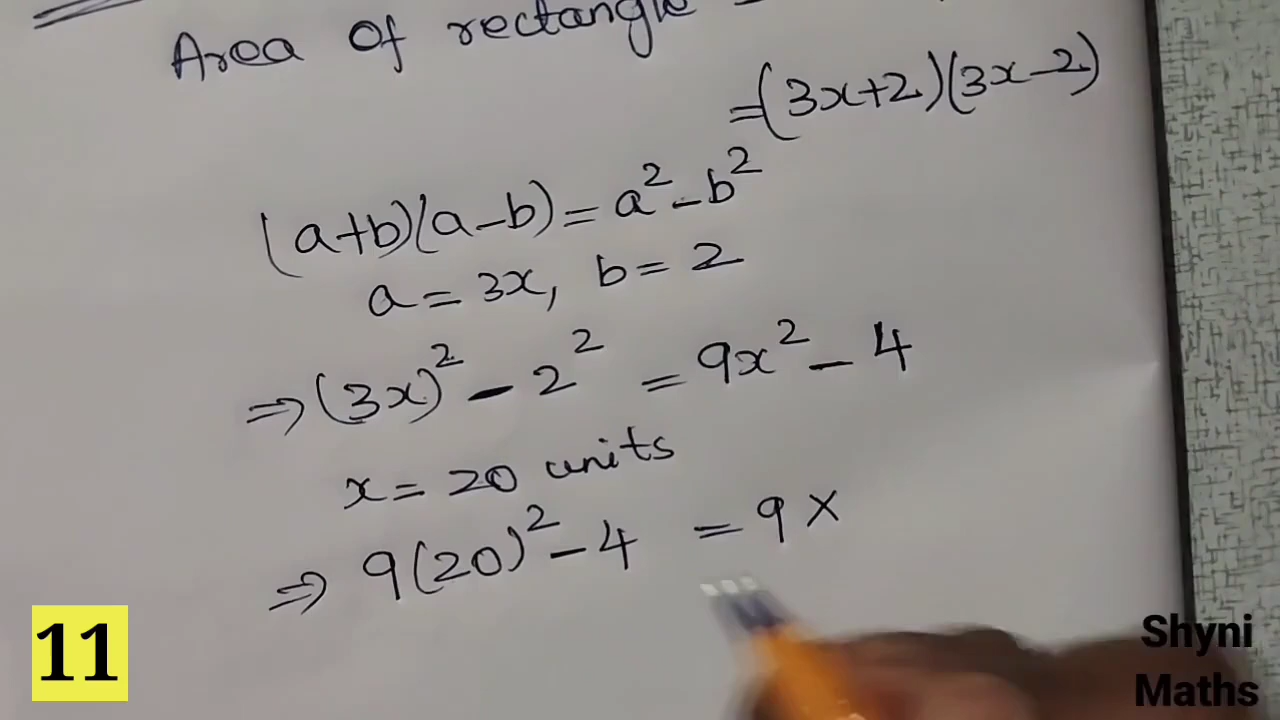 Area of rectangle =
=(3x+2)(3x-2)
(a+b)(a-b)=a²-b²
a=3x, b=2
⇒(3x)²-2² =9x²-4
x=20 units
⇒ 9(20)²-4 =9×
11
Shyni
Maths